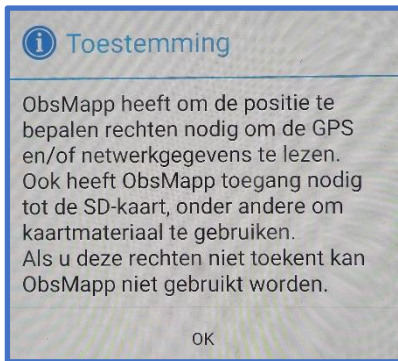 Toestemming
ObsMapp heeft om de positie te
bepalen rechten nodig om de GPS
en/of netwerkgegevens te lezen.
Ook heeft ObsMapp toegang nodig
tot de SD-kaart, onder andere om
kaartmateriaal te gebruiken.
Als u deze rechten niet toekent kan
ObsMapp niet gebruikt worden.
OK